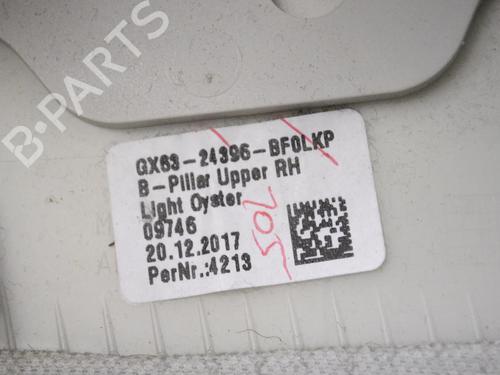 B-PARTS
GX63-24396-BF0LKP
B-Pillar Upper RH
Light Oyster
09746
20.12.2017
PerNr.:4213